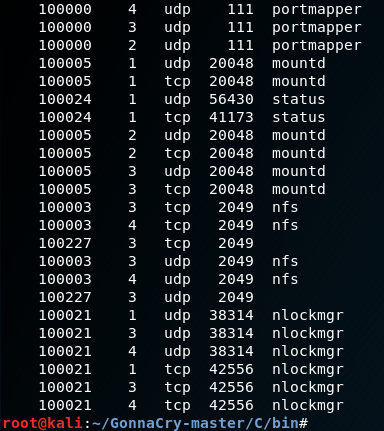 100000 4 udp 111 portmapper
100000 3 udp 111 portmapper
100000 2 udp 111 portmapper
100005 1 udp 20048 mountd
100005 1 tcp 20048 mountd
100024 1 udp 56430 status
100024 1 tcp 41173 status
100005 2 udp 20048 mountd
100005 2 tcp 20048 mountd
100005 3 udp 20048 mountd
100005 3 tcp 20048 mountd
100003 3 tcp 2049 nfs
100003 4 tcp 2049 nfs
100227 3 tcp 2049
100003 3 udp 2049 nfs
100003 4 udp 2049 nfs
100227 3 udp 2049
100021 1 udp 38314 nlockmgr
100021 3 udp 38314 nlockmgr
100021 4 udp 38314 nlockmgr
100021 1 tcp 42556 nlockmgr
100021 3 tcp 42556 nlockmgr
100021 4 tcp 42556 nlockmgr
root@kali:~/GonnaCry-master/C/bin#